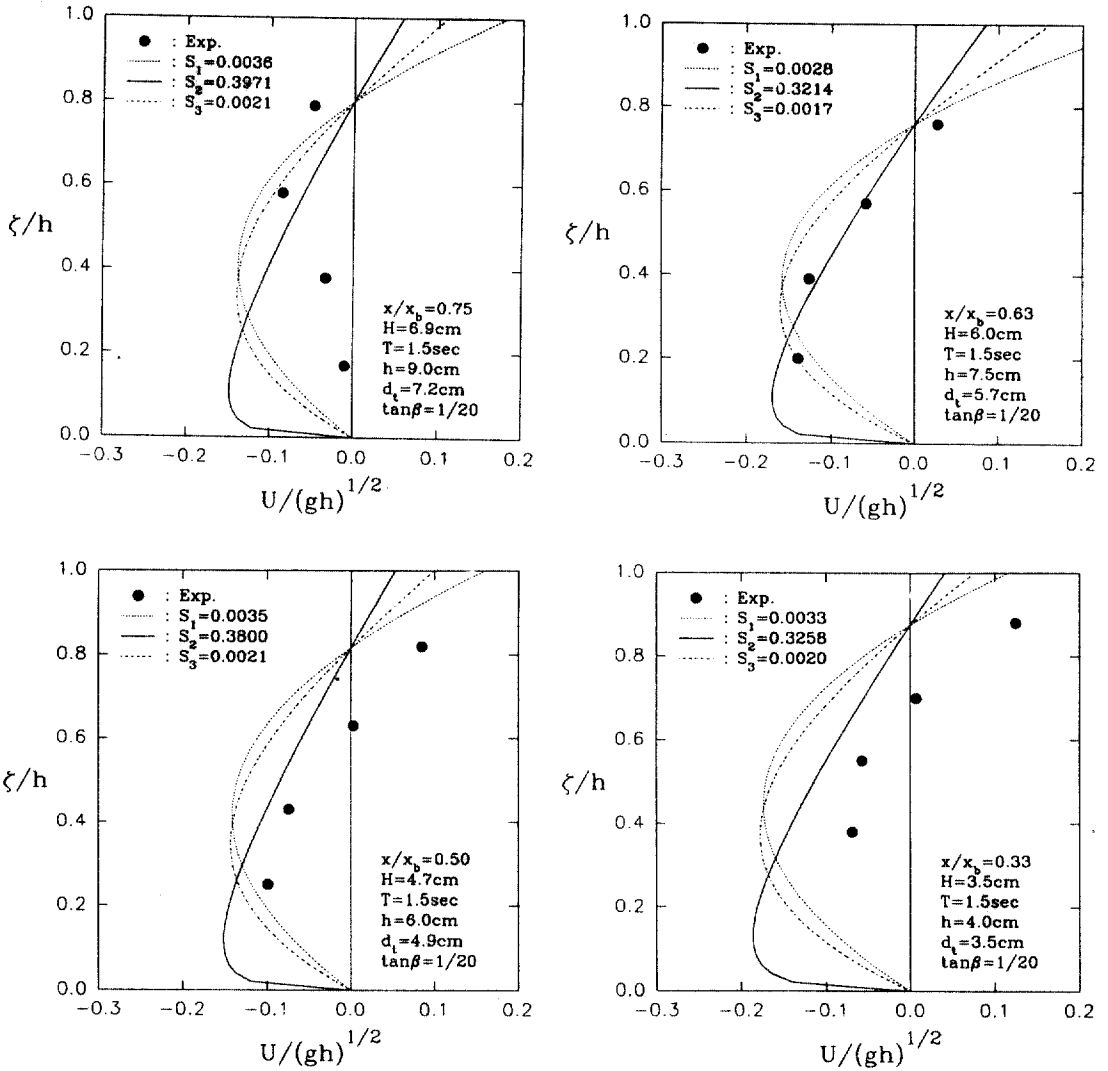 1.0
0.8
0.6
0.4
0.2
0.0
ζ/h
● : Exp.
: S₁=0.0036
: S₂=0.3971
: S₃=0.0021
x/x_b=0.75
H=6.9cm
T=1.5sec
h=9.0cm
d_t=7.2cm
tanβ=1/20
−0.3 −0.2 −0.1 0.0 0.1 0.2
U/(gh)^1/2
1.0
0.8
0.6
0.4
0.2
0.0
ζ/h
● : Exp.
: S₁=0.0028
: S₂=0.3214
: S₃=0.0017
x/x_b=0.63
H=6.0cm
T=1.5sec
h=7.5cm
d_t=5.7cm
tanβ=1/20
−0.3 −0.2 −0.1 0.0 0.1 0.2
U/(gh)^1/2
1.0
0.8
0.6
0.4
0.2
0.0
ζ/h
● : Exp.
: S₁=0.0035
: S₂=0.3800
: S₃=0.0021
x/x_b=0.50
H=4.7cm
T=1.5sec
h=6.0cm
d_t=4.9cm
tanβ=1/20
−0.3 −0.2 −0.1 0.0 0.1 0.2
U/(gh)^1/2
1.0
0.8
0.6
0.4
0.2
0.0
ζ/h
● : Exp.
: S₁=0.0033
: S₂=0.3258
: S₃=0.0020
x/x_b=0.33
H=3.5cm
T=1.5sec
h=4.0cm
d_t=3.5cm
tanβ=1/20
−0.3 −0.2 −0.1 0.0 0.1 0.2
U/(gh)^1/2